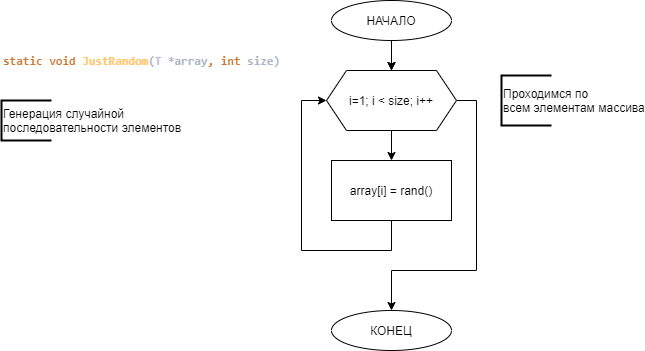 НАЧАЛО
static void JustRandom(T *array, int size)
i=1; i < size; i++
Проходимся по
всем элементам массива
Генерация случайной
последовательности элементов
array[i] = rand()
КОНЕЦ